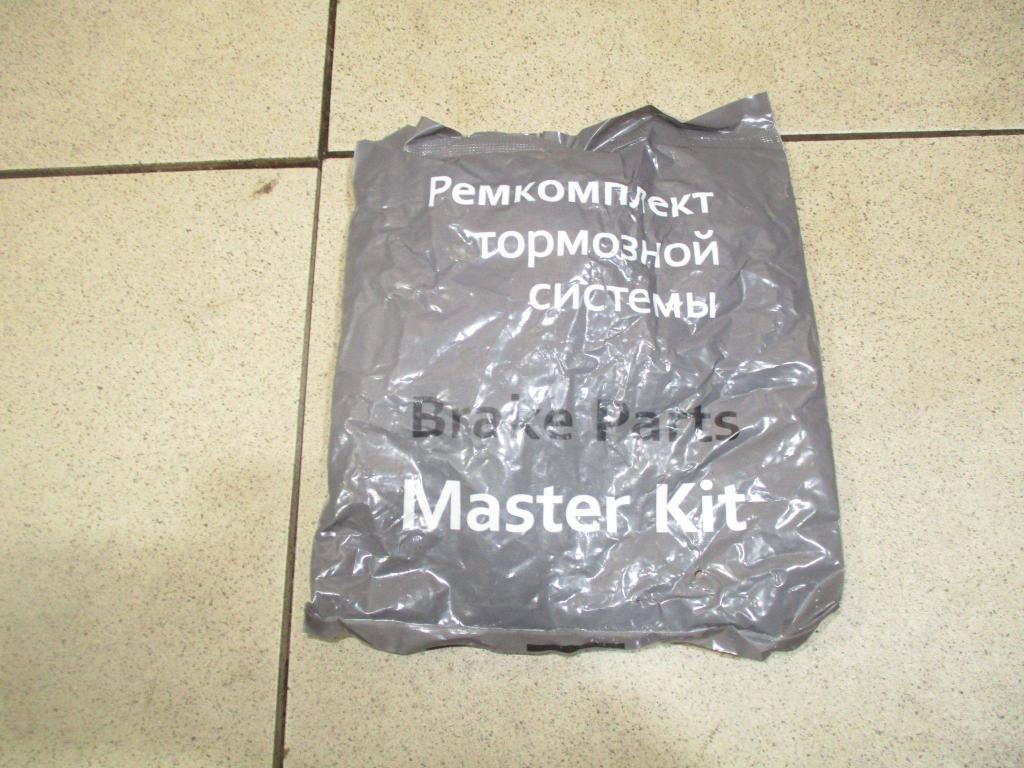 Ремкомплект
тормозной
системы
Brake Parts
Master Kit